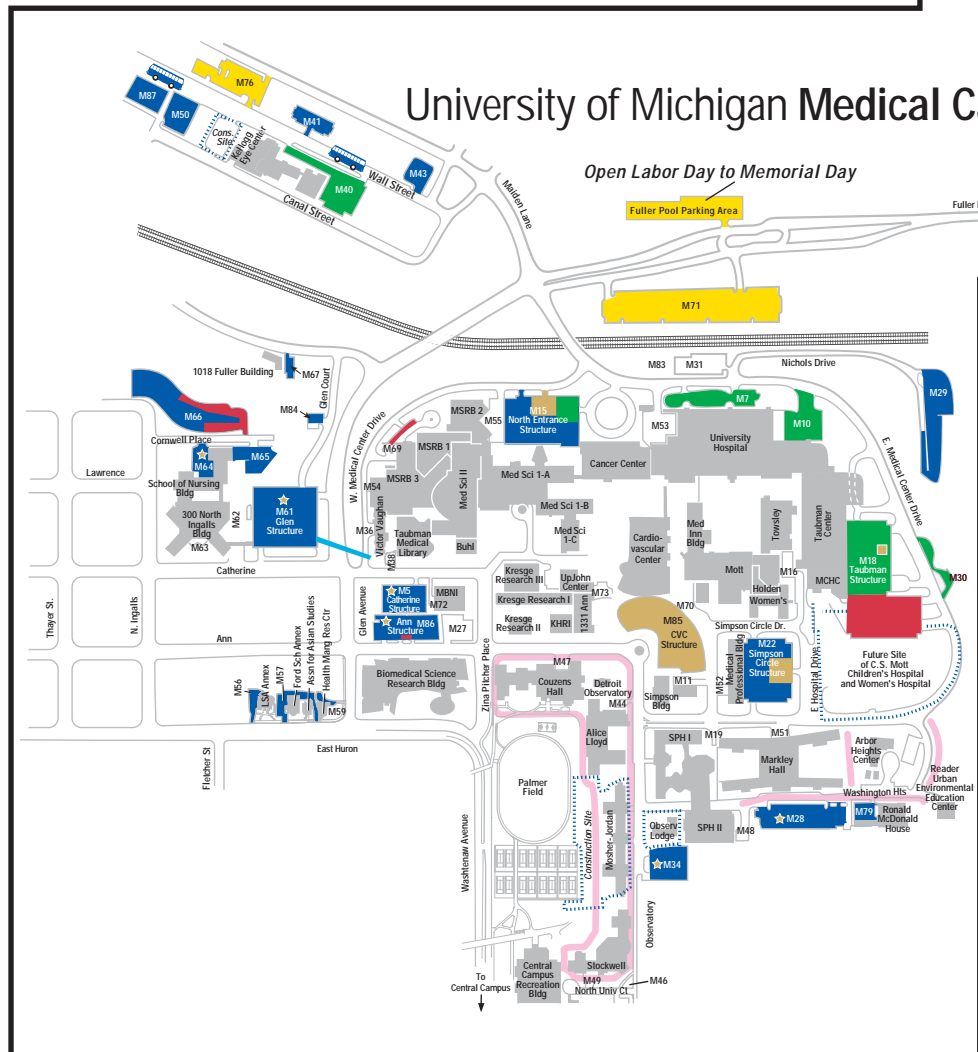 University of Michigan Medical Ca
Open Labor Day to Memorial Day
Fuller Pool Parking Area
Fuller
M76
M87
M50
M41
Cons.
Site
Kellogg
Eye Center
M43
M40
Wall Street
Canal Street
Maiden Lane
M71
M83
M31
Nichols Drive
1018 Fuller Building
M67
Glen Court
M84
M66
Cornwell Place
M65
M64
School of Nursing
Bldg
Lawrence
300 North
Ingalls
Bldg
M63
M62
M61
Glen
Structure
Catherine
W. Medical Center Drive
M69
MSRB 2
MSRB 1
MSRB 3
M55
M15
North Entrance
Structure
M53
M7
M10
M29
University
Hospital
Cancer Center
Med Sci 1-A
Med Sci II
Med Sci 1-B
Med Sci
1-C
M54
M36
Victor Vaughan
M38
Taubman
Medical
Library
Buhl
Cardio-
vascular
Center
Med
Inn
Bldg
Towsley
Taubman
Center
E. Medical Center Drive
Mott
M16
Holden
Women's
MCHC
M18
Taubman
Structure
M30
Kresge
Research III
UpJohn
Center
M73
Kresge Research I
Kresge
Research II
KHRI
1331 Ann
M70
M85
CVC
Structure
Simpson Circle Dr.
M5
Catherine
Structure
MBNI
M72
Ann
Structure
M86
M27
Glen Avenue
Thayer St.
N. Ingalls
Ann
M56
LSA Annex
M57
For Sch Annex
Assn for Asian Studies
Health Mang Res Ctr
M59
Biomedical Science
Research Bldg
Zina Pitcher Place
M47
Couzens
Hall
Detroit
Observatory
M44
Simpson
Bldg
M11
M52
Medical
Professional Bldg
M22
Simpson
Circle
Structure
E Hospital Drive
Future Site
of C.S. Mott
Children's Hospital
and Women's Hospital
Fletcher St
East Huron
Alice
Lloyd
SPH I
M19
M51
Markley
Hall
Arbor
Heights
Center
Washington Hts
Reader
Urban
Environmental
Education
Center
Palmer
Field
Washtenaw Avenue
Construction Site
Mosher-Jordan
Observ
Lodge
SPH II
M48
M28
M79
Ronald
McDonald
House
M34
Observatory
Stockwell
Central
Campus
Recreation
Bldg
M49
North Univ Ct
M46
To
Central Campus